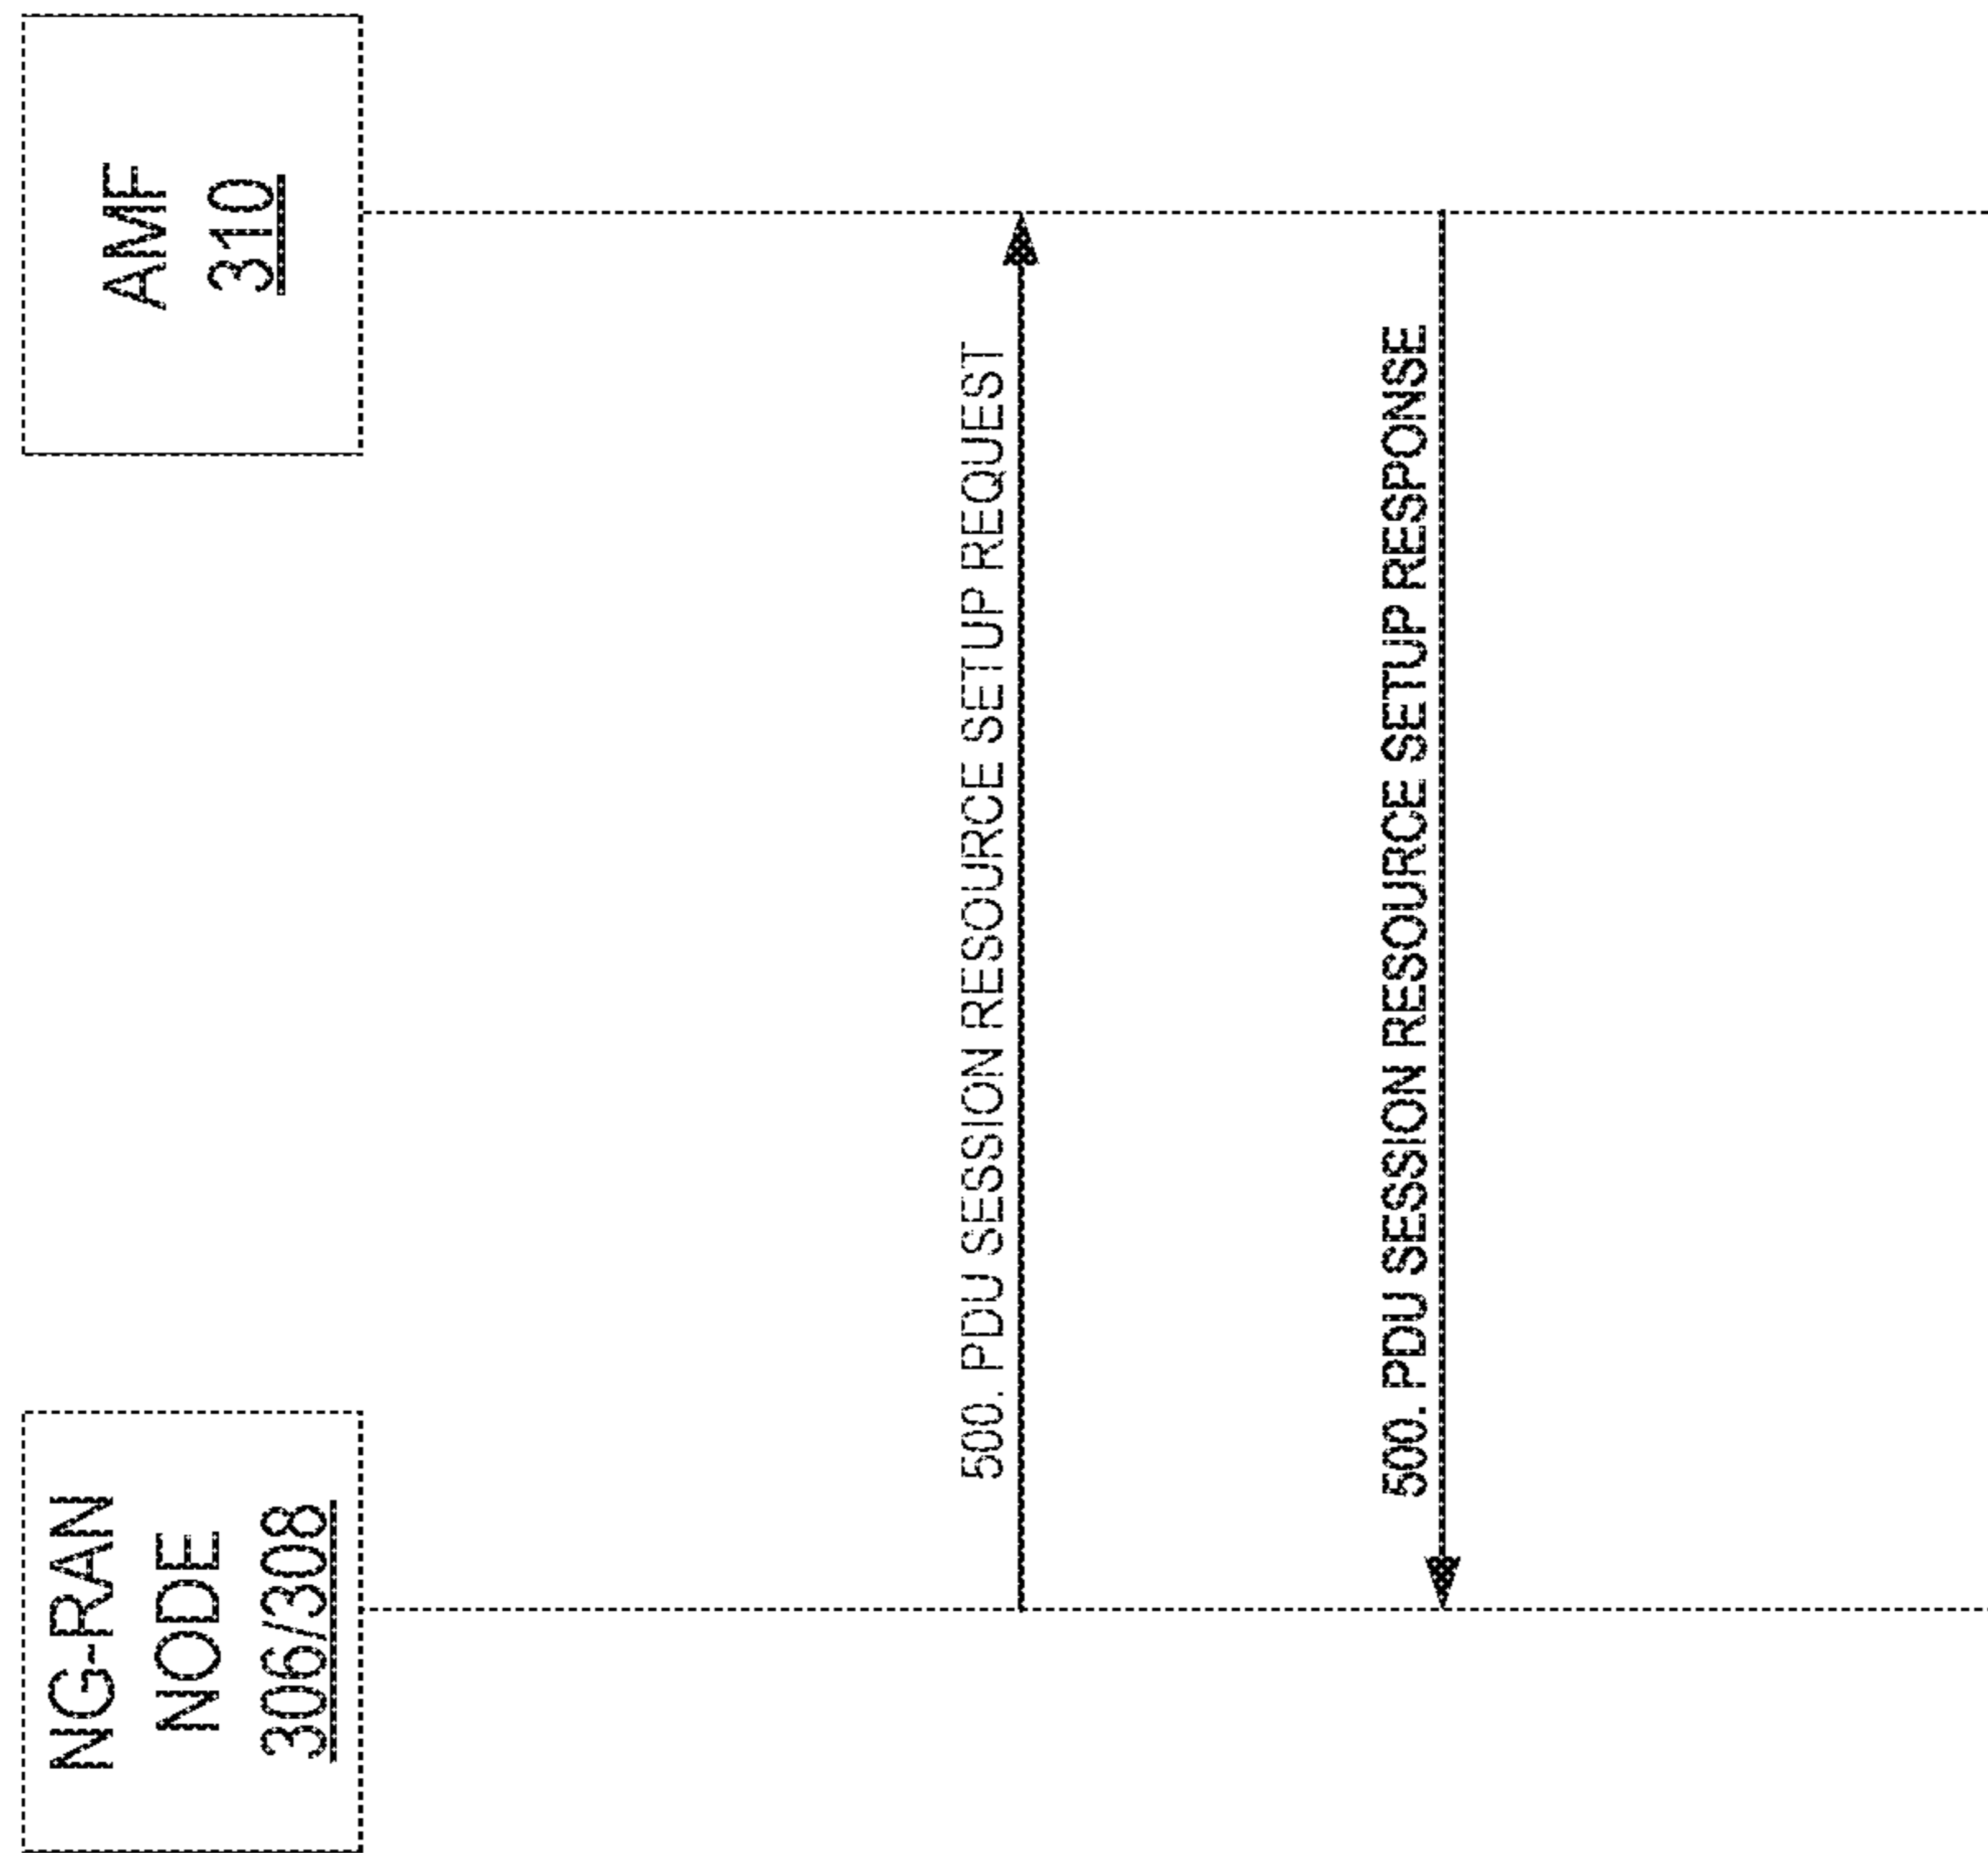 NG-RAN
NODE
306/308
AMF
310
500. PDU SESSION RESOURCE SETUP REQUEST
500. PDU SESSION RESOURCE SETUP RESPONSE